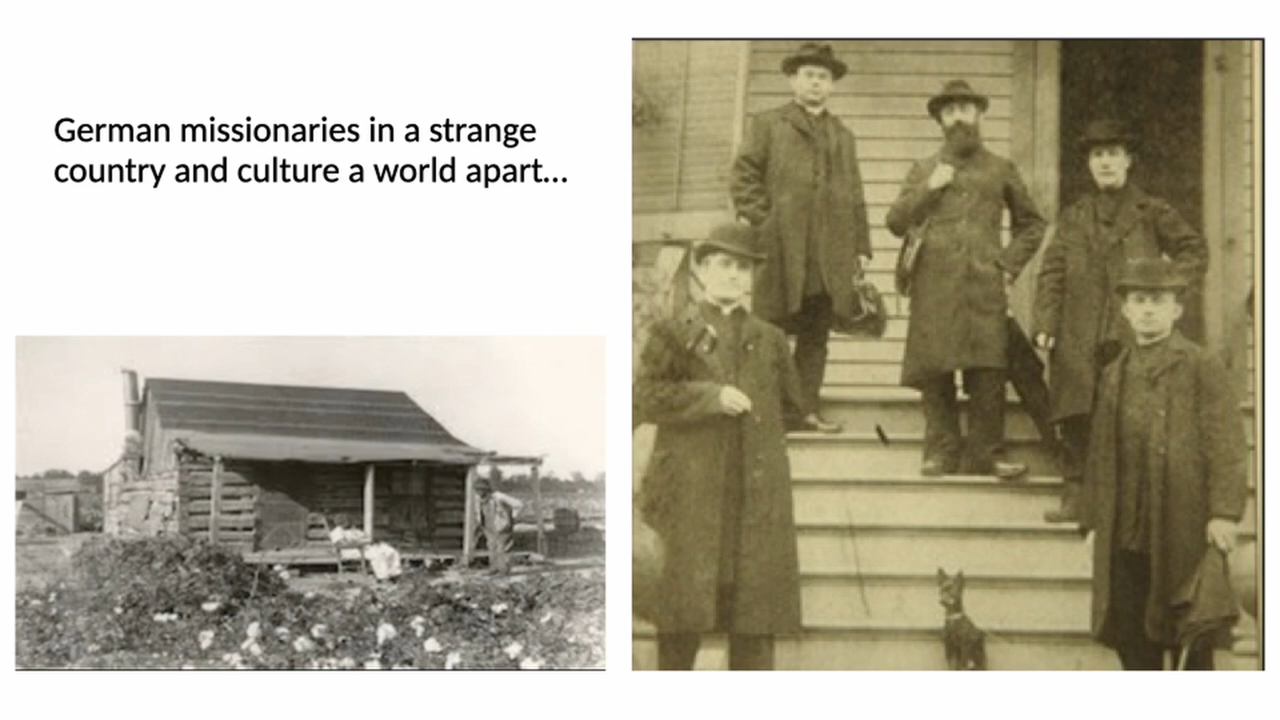 German missionaries in a strange
country and culture a world apart…